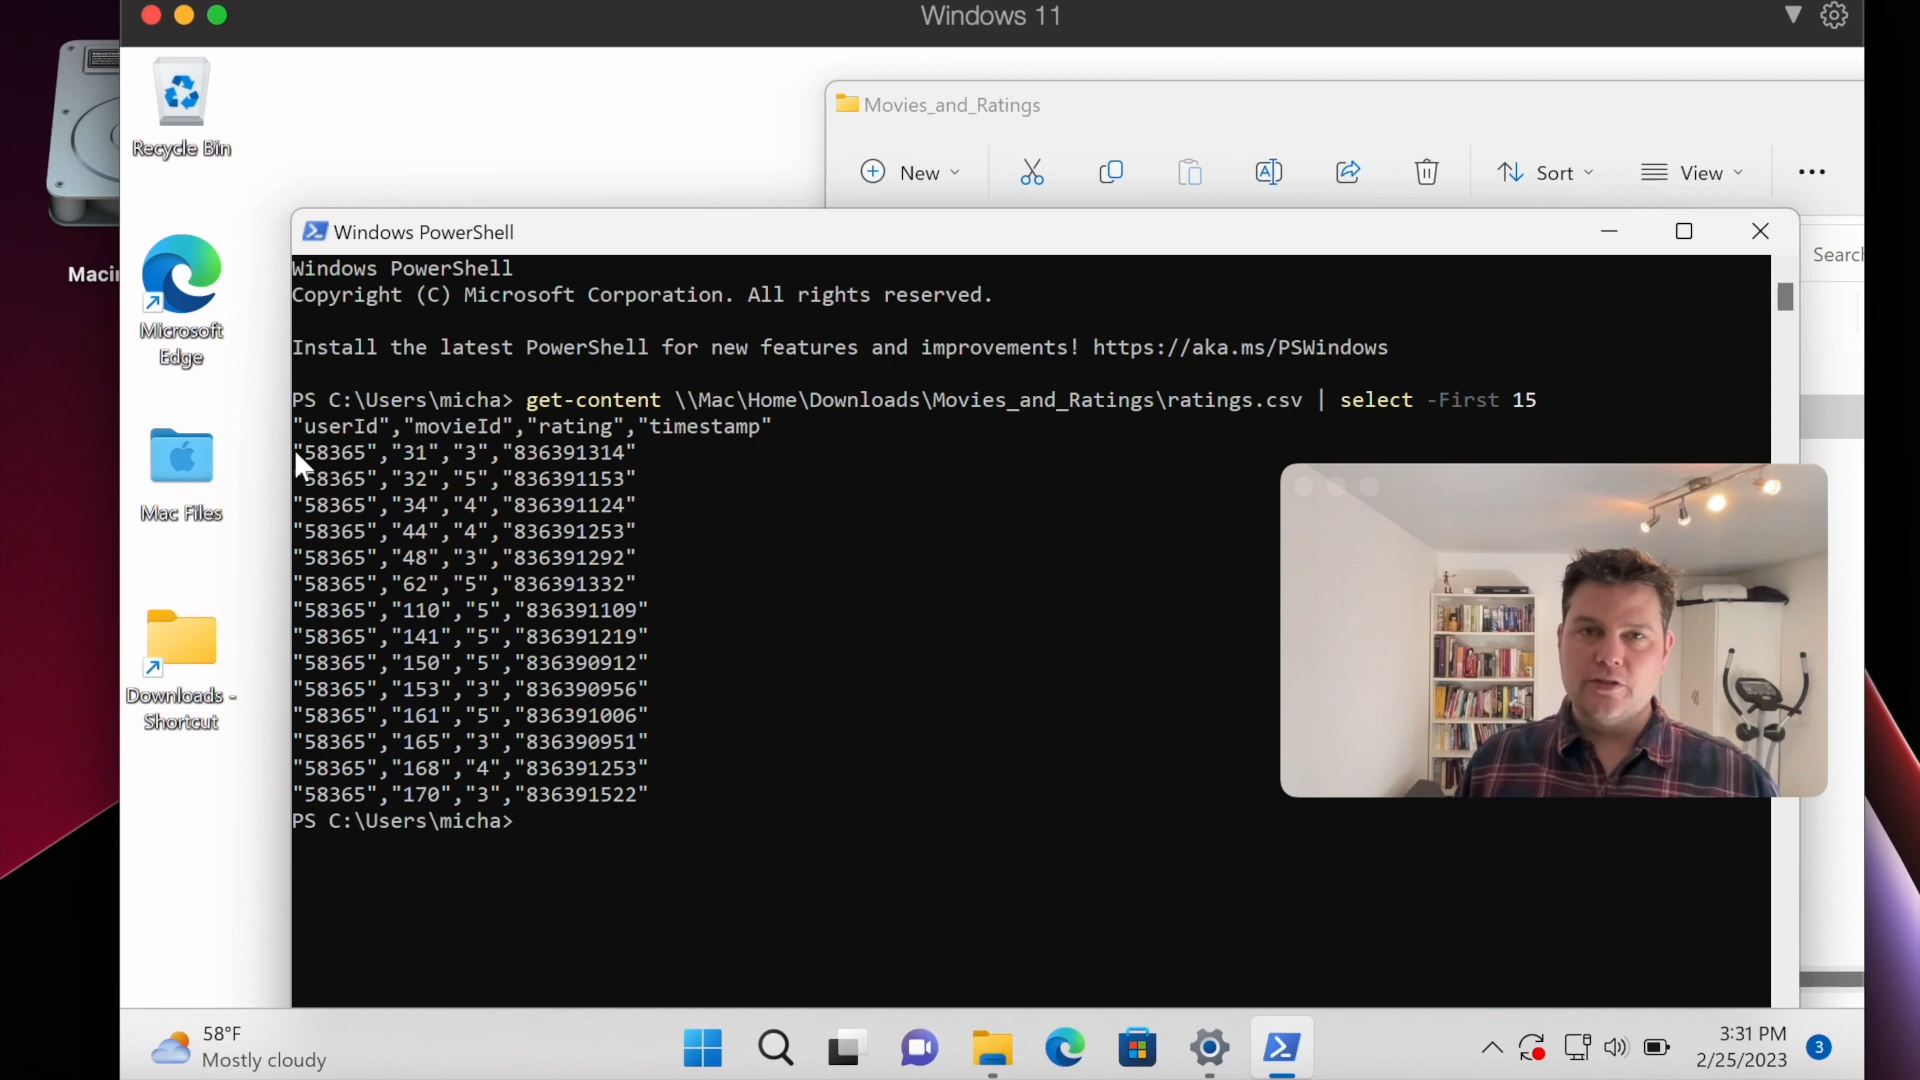 Windows 11
Recycle Bin
Movies_and_Ratings
New
Sort
View
Windows PowerShell
Windows PowerShell
Copyright (C) Microsoft Corporation. All rights reserved.
Install the latest PowerShell for new features and improvements! https://aka.ms/PSWindows
PS C:\Users\micha> get-content \\Mac\Home\Downloads\Movies_and_Ratings\ratings.csv | select -First 15
"userId","movieId","rating","timestamp"
"58365","31","3","836391314"
"58365","32","5","836391153"
"58365","34","4","836391124"
"58365","44","4","836391253"
"58365","48","3","836391292"
"58365","62","5","836391332"
"58365","110","5","836391109"
"58365","141","5","836391219"
"58365","150","5","836390912"
"58365","153","3","836390956"
"58365","161","5","836391006"
"58365","165","3","836390951"
"58365","168","4","836391253"
"58365","170","3","836391522"
PS C:\Users\micha>
Search
Macin
Microsoft
Edge
Mac Files
Downloads -
Shortcut
58°F
Mostly cloudy
3:31 PM
2/25/2023
3